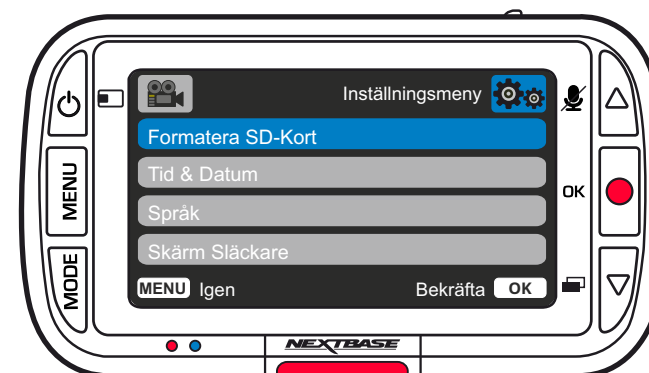 Inställningsmeny
Formatera SD-Kort
Tid & Datum
Språk
Skärm Släckare
MENU Igen Bekräfta OK
MENU
MODE
OK
NEXTBASE